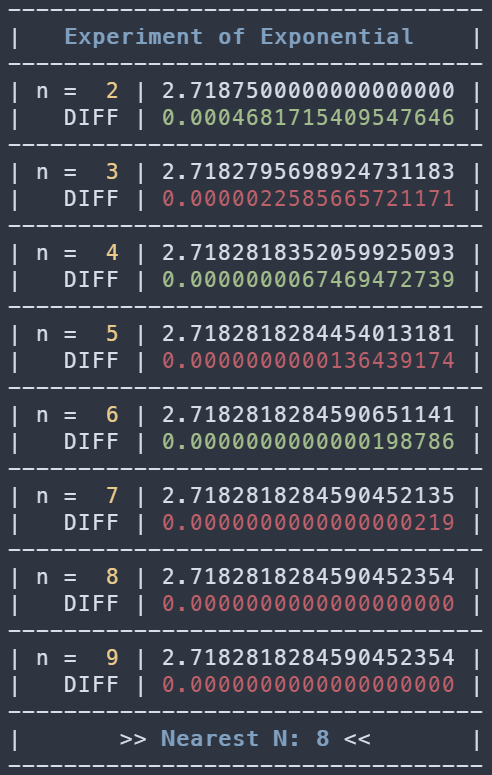 Experiment of Exponential
n = 2 | 2.7187500000000000000
DIFF | 0.0004681715409547646
n = 3 | 2.7182795698924731183
DIFF | 0.0000022585665721171
n = 4 | 2.7182818352059925093
DIFF | 0.0000000067469472739
n = 5 | 2.7182818284454013181
DIFF | 0.0000000000136439174
n = 6 | 2.7182818284590651141
DIFF | 0.0000000000000198786
n = 7 | 2.7182818284590452135
DIFF | 0.0000000000000000219
n = 8 | 2.7182818284590452354
DIFF | 0.0000000000000000000
n = 9 | 2.7182818284590452354
DIFF | 0.0000000000000000000
>> Nearest N: 8 <<